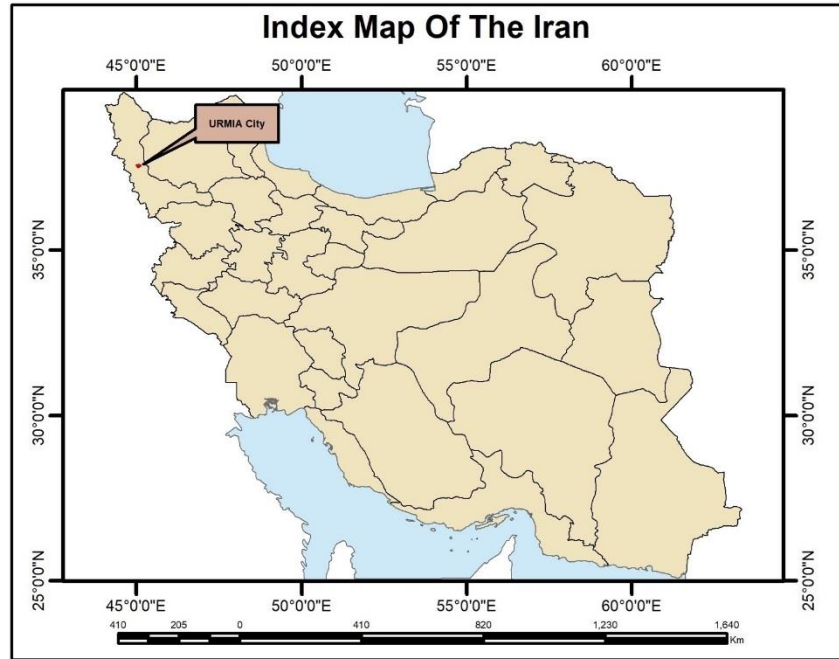 Index Map Of The Iran
45°0'0"E 50°0'0"E 55°0'0"E 60°0'0"E
URMIA City
35°0'0"N 35°0'0"N
30°0'0"N 30°0'0"N
25°0'0"N 25°0'0"N
45°0'0"E 50°0'0"E 55°0'0"E 60°0'0"E
410 205 0 410 820 1,230 1,640
Km